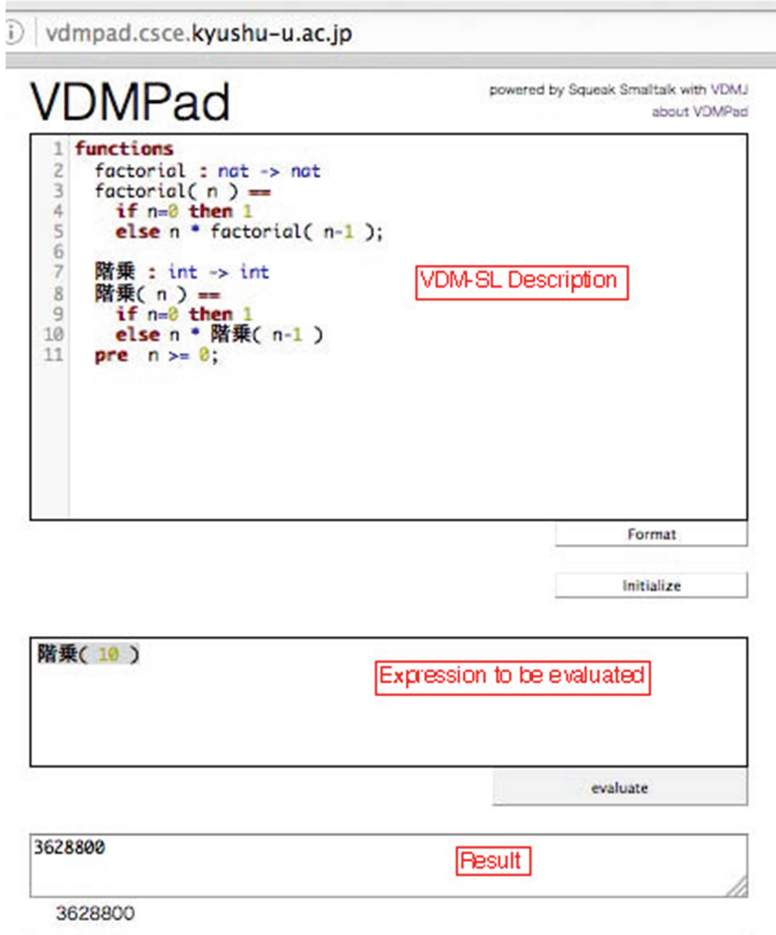 vdmpad.csce.kyushu-u.ac.jp
VDMPad
powered by Squeak Smalltalk with VDMJ
about VDMPad
1 functions
2 factorial : nat -> nat
3 factorial( n ) ==
4 if n=0 then 1
5 else n * factorial( n-1 );
6
7 階乗 : int -> int
8 階乗( n ) ==
9 if n=0 then 1
10 else n * 階乗( n-1 )
11 pre n >= 0;
VDM-SL Description
Format
Initialize
階乗( 10 )
Expression to be evaluated
evaluate
3628800
Result
3628800